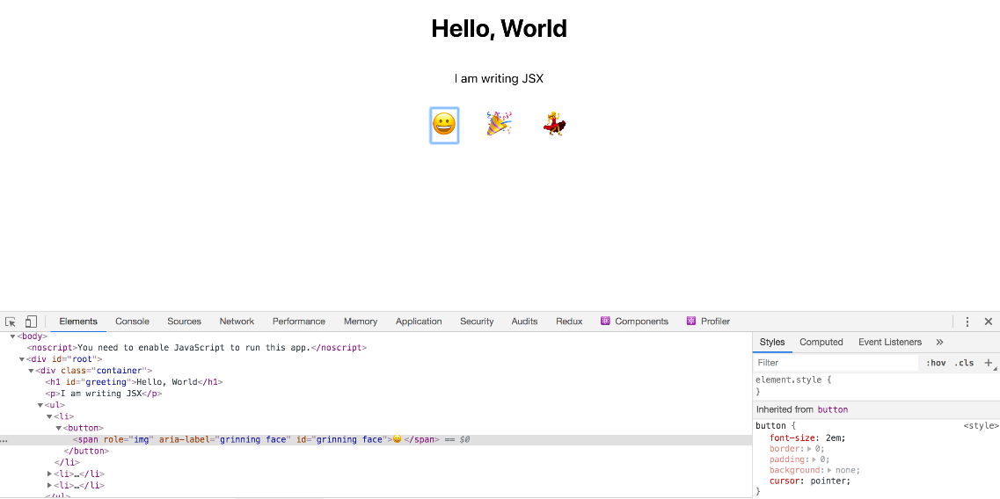 Hello, World
I am writing JSX
😀 🎉 💃
Elements Console Sources Network Performance Memory Application Security Audits Redux ⚛ Components ⚛ Profiler
▼<body>
<noscript>You need to enable JavaScript to run this app.</noscript>
▼<div id="root">
▼<div class="container">
<h1 id="greeting">Hello, World</h1>
<p>I am writing JSX</p>
▼<ul>
▼<li>
▼<button>
… <span role="img" aria-label="grinning face" id="grinning face">😀</span> == $0
</button>
</li>
▶<li>…</li>
▶<li>…</li>
</ul>
Styles Computed Event Listeners »
Filter :hov .cls +
element.style {
}
Inherited from button
button { <style>
font-size: 2em;
border:▶ 0;
padding:▶ 0;
background:▶ none;
cursor: pointer;
}